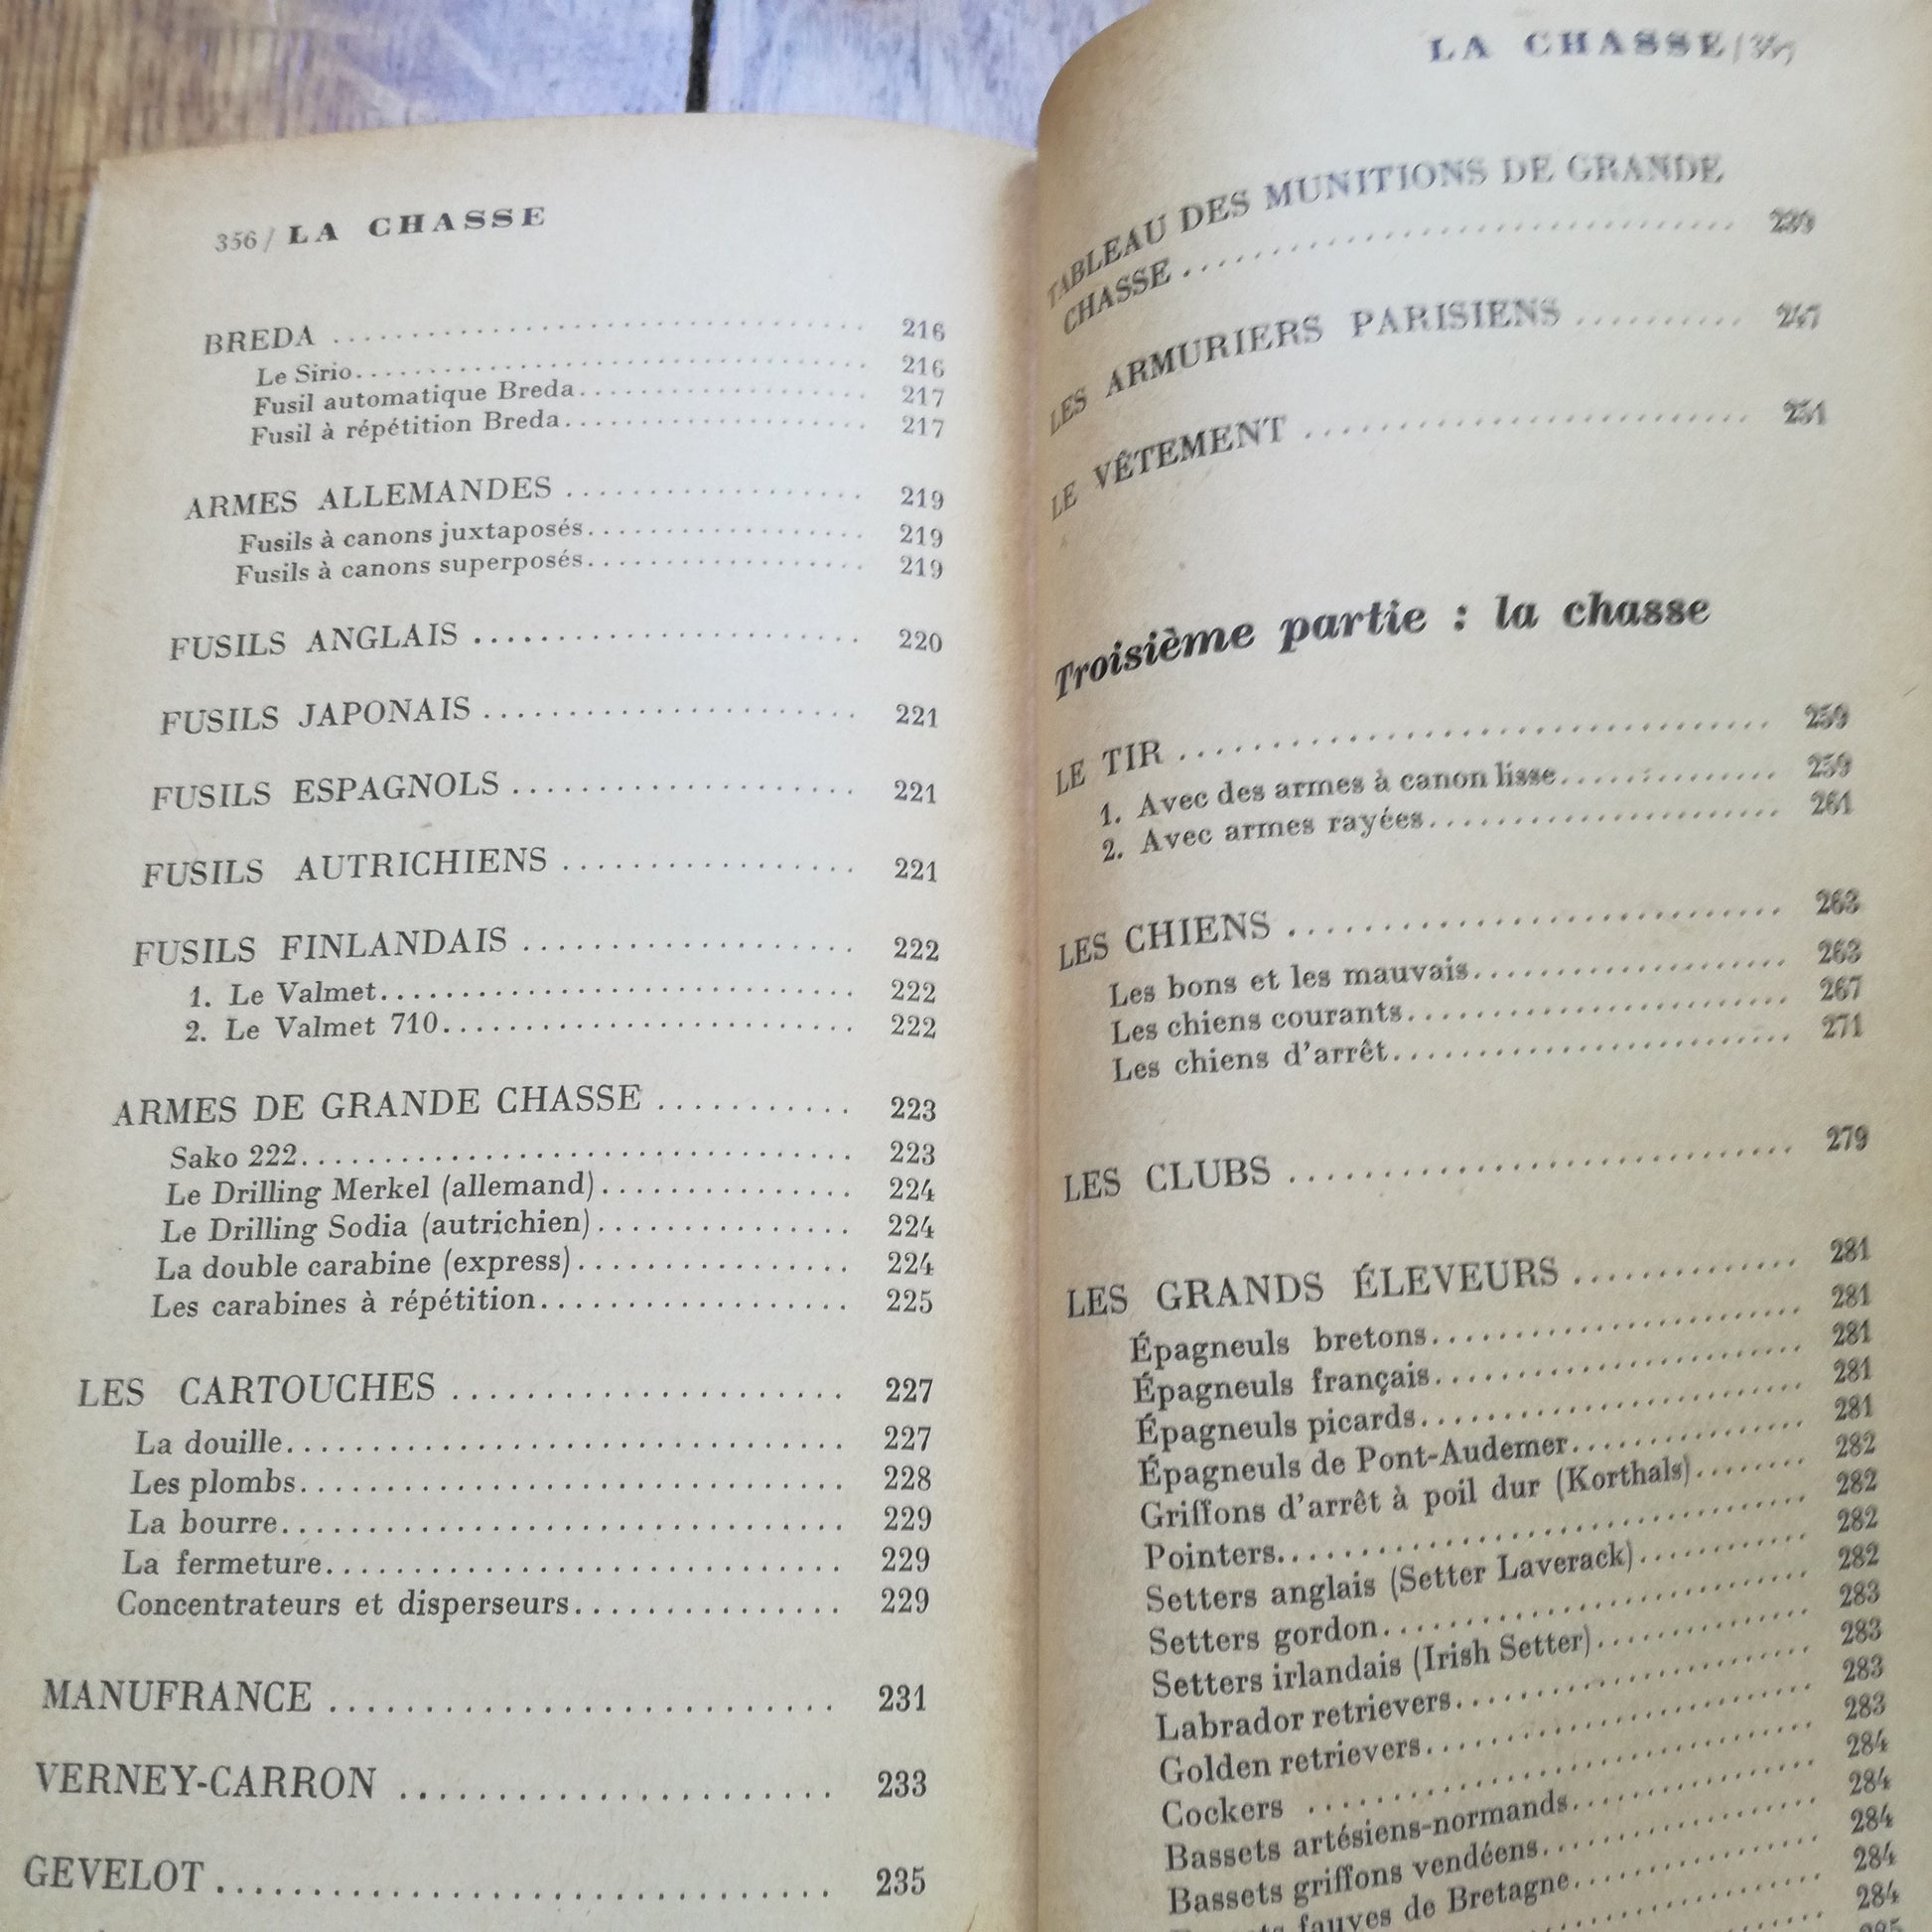 356 / LA CHASSE
BREDA .................................. 216
Le Sirio.................................. 216
Fusil automatique Breda.................. 217
Fusil à répétition Breda.................. 217
ARMES ALLEMANDES .................. 219
Fusils à canons juxtaposés.................. 219
Fusils à canons superposés.................. 219
FUSILS ANGLAIS ........................ 220
FUSILS JAPONAIS ........................ 221
FUSILS ESPAGNOLS ........................ 221
FUSILS AUTRICHIENS .................. 221
FUSILS FINLANDAIS ........................ 222
1. Le Valmet.............................. 222
2. Le Valmet 710.......................... 222
ARMES DE GRANDE CHASSE ............ 223
Sako 222.................................. 223
Le Drilling Merkel (allemand)................ 224
Le Drilling Sodia (autrichien)................ 224
La double carabine (express)................ 224
Les carabines à répétition.................. 225
LES CARTOUCHES ........................ 227
La douille.................................. 227
Les plombs.................................. 228
La bourre.................................. 229
La fermeture................................ 229
Concentrateurs et disperseurs................ 229
MANUFRANCE .............................. 231
VERNEY-CARRON .......................... 233
GEVELOT .................................. 235
LA CHASSE / 357
TABLEAU DES MUNITIONS DE GRANDE
CHASSE .................................. 239
LES ARMURIERS PARISIENS .......... 247
LE VÊTEMENT .......................... 251
Troisième partie : la chasse
LE TIR .................................. 259
1. Avec des armes à canon lisse.............. 259
2. Avec armes rayées...................... 261
LES CHIENS .............................. 263
Les bons et les mauvais.................... 263
Les chiens courants........................ 267
Les chiens d'arrêt.......................... 271
LES CLUBS .............................. 279
LES GRANDS ÉLEVEURS .............. 281
Épagneuls bretons........................ 281
Épagneuls français........................ 281
Épagneuls picards........................ 281
Épagneuls de Pont-Audemer................ 281
Griffons d'arrêt à poil dur (Korthals)........ 282
Pointers.................................. 282
Setters anglais (Setter Laverack)............ 282
Setters gordon............................ 282
Setters irlandais (Irish Setter).............. 283
Labrador retrievers........................ 283
Golden retrievers.......................... 283
Cockers .................................. 283
Bassets artésiens-normands................ 284
Bassets griffons vendéens.................. 284
fauves de Bretagne.................. 284
284
284